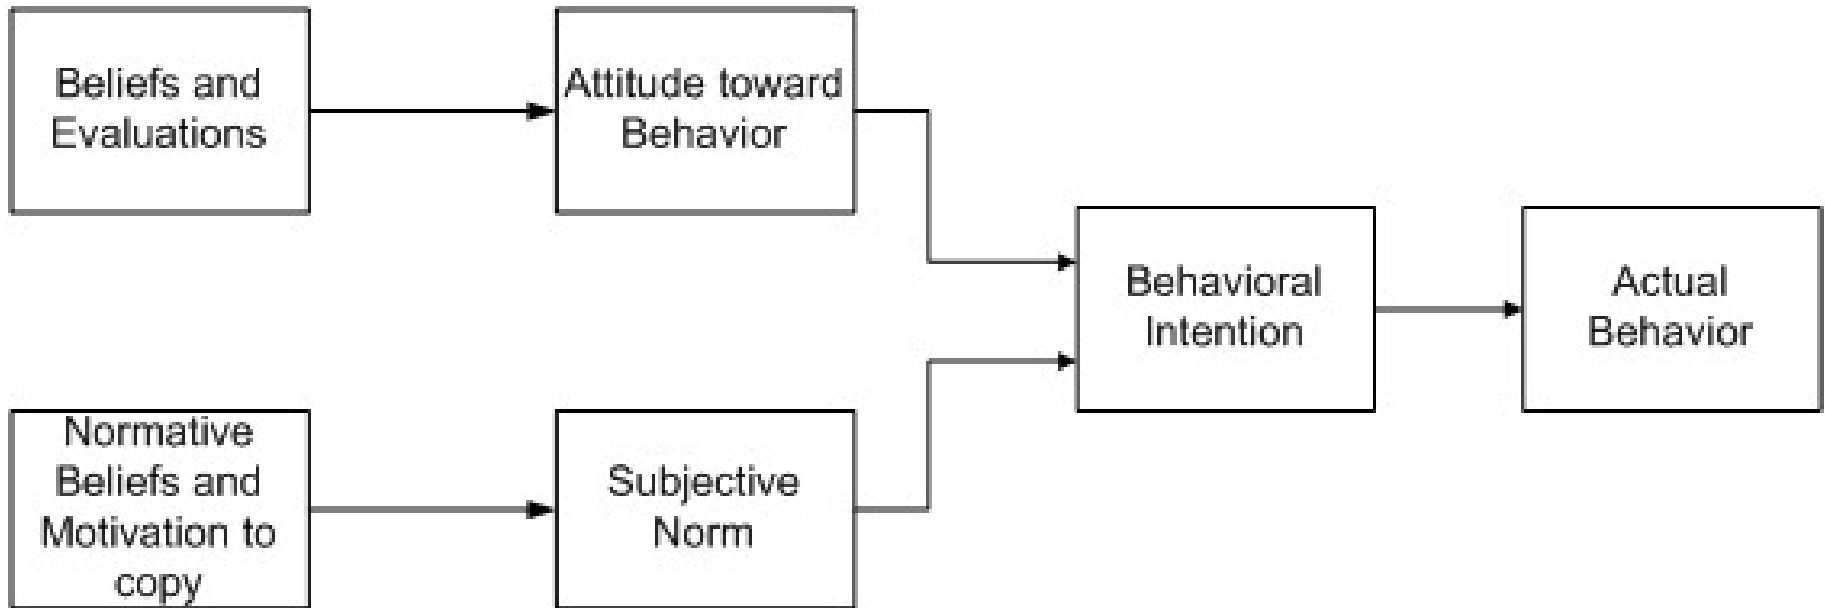 Beliefs and
Evaluations
Attitude toward
Behavior
Behavioral
Intention
Actual
Behavior
Normative
Beliefs and
Motivation to
copy
Subjective
Norm